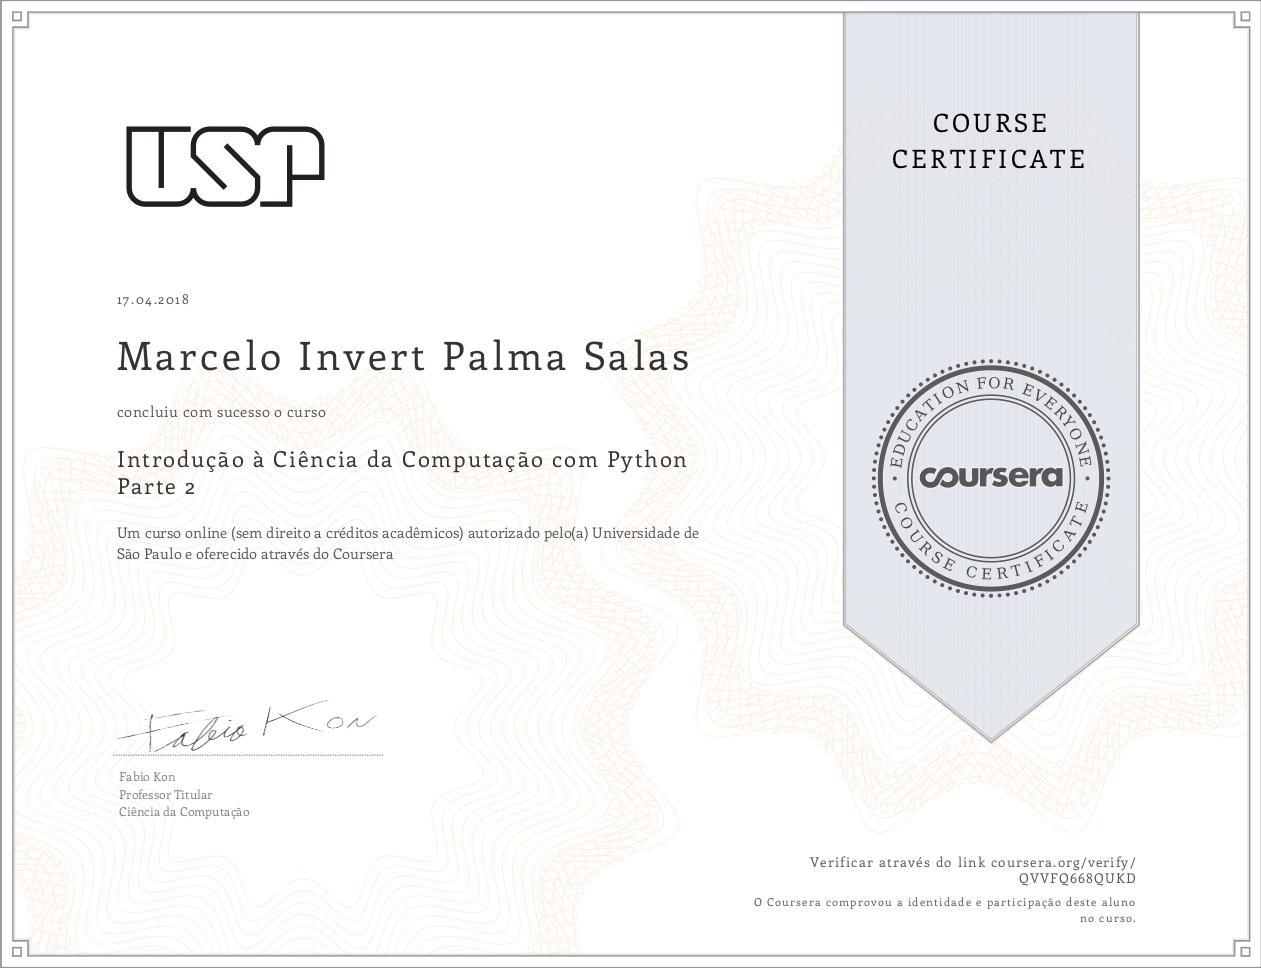 USP
COURSE
CERTIFICATE
17.04.2018
Marcelo Invert Palma Salas
concluiu com sucesso o curso
Introdução à Ciência da Computação com Python
Parte 2
Um curso online (sem direito a créditos acadêmicos) autorizado pelo(a) Universidade de
São Paulo e oferecido através do Coursera
EDUCATION FOR EVERYONE
coursera
COURSE CERTIFICATE
Fabio Kon
Fabio Kon
Professor Titular
Ciência da Computação
Verificar através do link coursera.org/verify/
QVVFQ668QUKD
O Coursera comprovou a identidade e participação deste aluno
no curso.